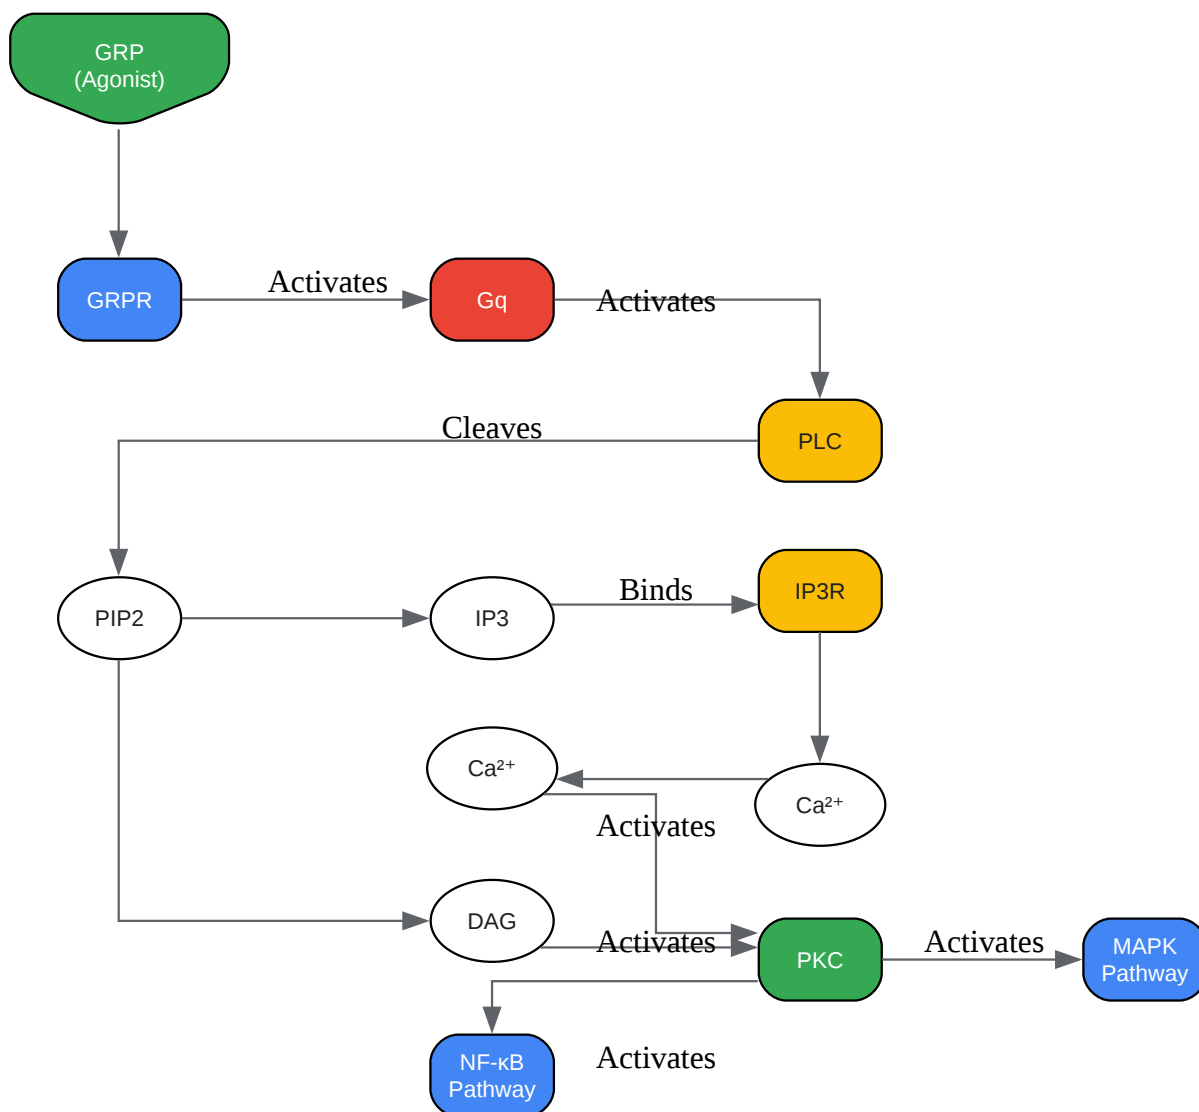 GRP
(Agonist)
GRPR
Activates
Gq
Activates
Cleaves
PLC
PIP2
IP3
Binds
IP3R
Ca²⁺
Ca²⁺
Activates
DAG
Activates
PKC
Activates
MAPK
Pathway
NF-κB
Pathway
Activates